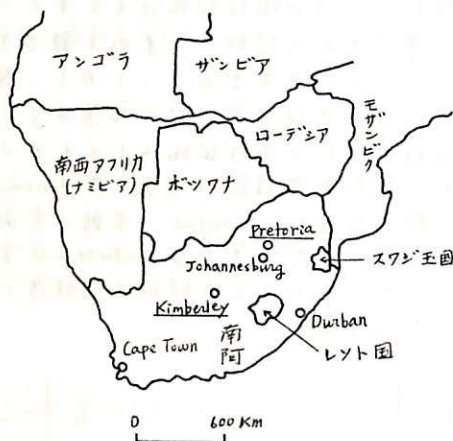 アンゴラ
ザンビア
モザンビク
ローデシア
南西アフリカ
(ナミビア)
ボツワナ
Pretoria
Johannesburg
スワジ王国
Kimberley
Durban
南阿
レソト国
Cape Town
0 600 Km